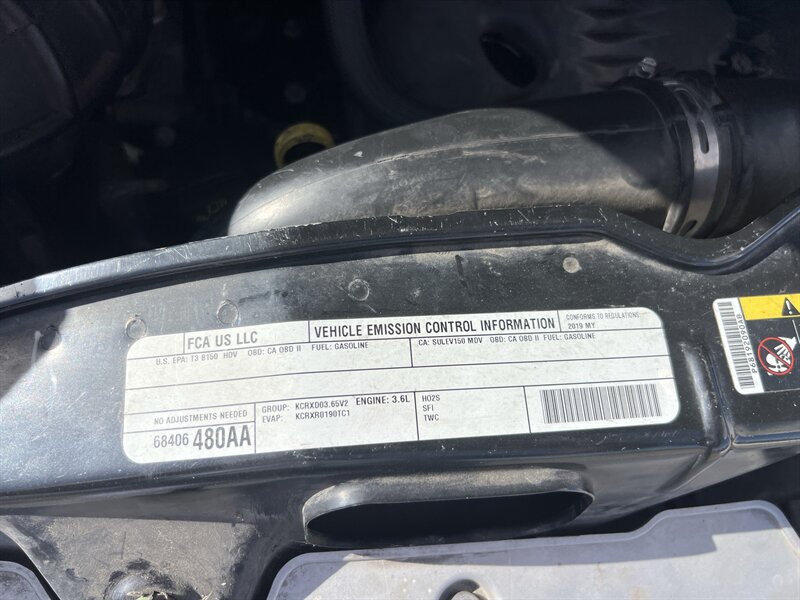 FCA US LLC
VEHICLE EMISSION CONTROL INFORMATION
CONFORMS TO REGULATIONS:
2019 MY
U.S. EPA: T3 B150 HDV OBD: CA OBD II FUEL: GASOLINE
CA: SULEV150 MDV OBD: CA OBD II FUEL: GASOLINE
NO ADJUSTMENTS NEEDED
68406 480AA
GROUP: KCRXD03.65V2 ENGINE: 3.6L
EVAP: KCRXR0190TC1
HO2S
SFI
TWC
68192090AB